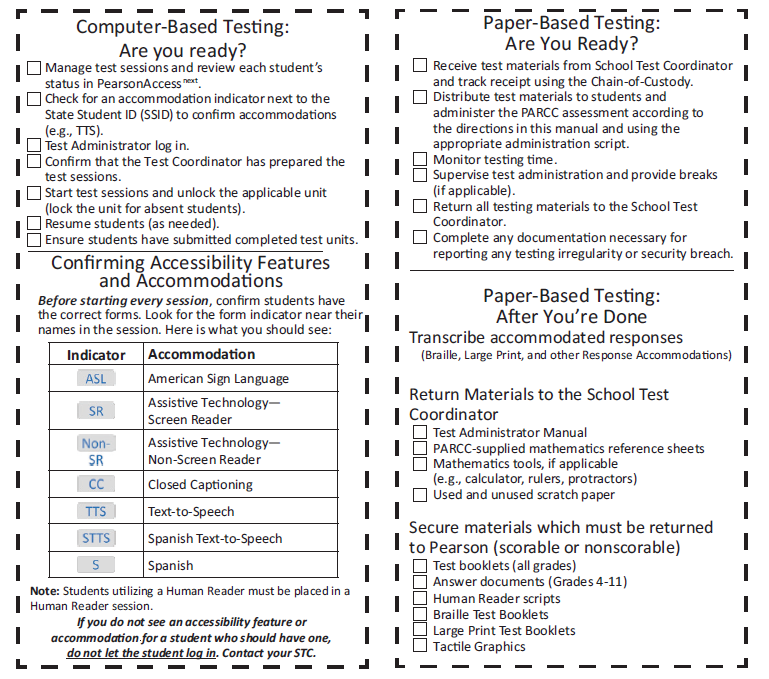 Computer-Based Testing:
Are you ready?
Manage test sessions and review each student's
status in PearsonAccessⁿᵉˣᵗ.
Check for an accommodation indicator next to the
State Student ID (SSID) to confirm accommodations
(e.g., TTS).
Test Administrator log in.
Confirm that the Test Coordinator has prepared the
test sessions.
Start test sessions and unlock the applicable unit
(lock the unit for absent students).
Resume students (as needed).
Ensure students have submitted completed test units.
Confirming Accessibility Features
and Accommodations
Before starting every session, confirm students have
the correct forms. Look for the form indicator near their
names in the session. Here is what you should see:
Indicator Accommodation
ASL American Sign Language
SR Assistive Technology—
Screen Reader
Non- Assistive Technology—
SR Non-Screen Reader
CC Closed Captioning
TTS Text-to-Speech
STTS Spanish Text-to-Speech
S Spanish
Note: Students utilizing a Human Reader must be placed in a
Human Reader session.
If you do not see an accessibility feature or
accommodation for a student who should have one,
do not let the student log in. Contact your STC.
Paper-Based Testing:
Are You Ready?
Receive test materials from School Test Coordinator
and track receipt using the Chain-of-Custody.
Distribute test materials to students and
administer the PARCC assessment according to
the directions in this manual and using the
appropriate administration script.
Monitor testing time.
Supervise test administration and provide breaks
(if applicable).
Return all testing materials to the School Test
Coordinator.
Complete any documentation necessary for
reporting any testing irregularity or security breach.
Paper-Based Testing:
After You're Done
Transcribe accommodated responses
(Braille, Large Print, and other Response Accommodations)
Return Materials to the School Test
Coordinator
Test Administrator Manual
PARCC-supplied mathematics reference sheets
Mathematics tools, if applicable
(e.g., calculator, rulers, protractors)
Used and unused scratch paper
Secure materials which must be returned
to Pearson (scorable or nonscorable)
Test booklets (all grades)
Answer documents (Grades 4-11)
Human Reader scripts
Braille Test Booklets
Large Print Test Booklets
Tactile Graphics